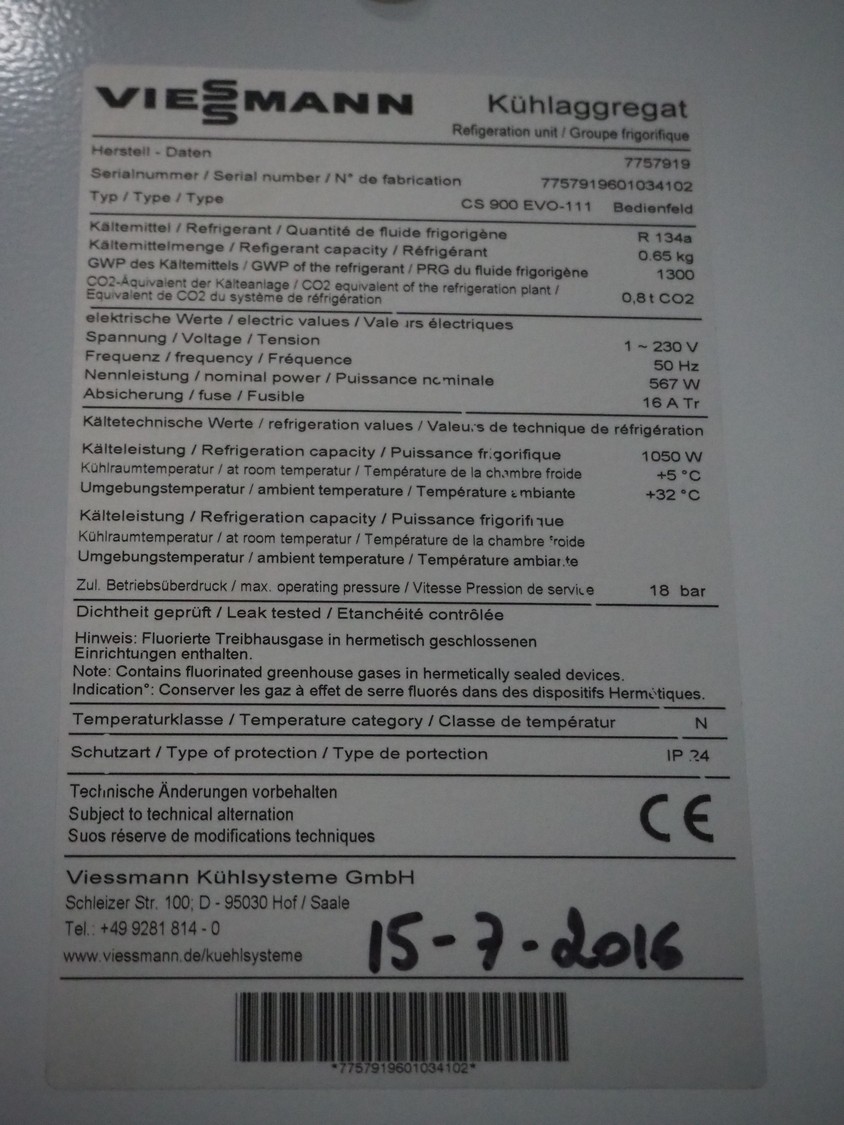 VIESSMANN
Kühlaggregat
Refigeration unit / Groupe frigorifique
Herstell - Daten 7757919
Serialnummer / Serial number / N° de fabrication 7757919601034102
Typ / Type / Type CS 900 EVO-111 Bedienfeld
Kältemittel / Refrigerant / Quantité de fluide frigorigène R 134a
Kältemittelmenge / Refigerant capacity / Réfrigérant 0.65 kg
GWP des Kältemittels / GWP of the refrigerant / PRG du fluide frigorigène 1300
CO2-Äquivalent der Kälteanlage / CO2 equivalent of the refrigeration plant /
Equivalent de CO2 du système de réfrigération 0,8 t CO2
elektrische Werte / electric values / Valeurs électriques
Spannung / Voltage / Tension 1 ~ 230 V
Frequenz / frequency / Fréquence 50 Hz
Nennleistung / nominal power / Puissance nominale 567 W
Absicherung / fuse / Fusible 16 A Tr
Kältetechnische Werte / refrigeration values / Valeurs de technique de réfrigération
Kälteleistung / Refrigeration capacity / Puissance frigorifique 1050 W
Kühlraumtemperatur / at room temperatur / Température de la chambre froide +5 °C
Umgebungstemperatur / ambient temperature / Température ambiante +32 °C
Kälteleistung / Refrigeration capacity / Puissance frigorifique
Kühlraumtemperatur / at room temperatur / Température de la chambre froide
Umgebungstemperatur / ambient temperature / Température ambiante
Zul. Betriebsüberdruck / max. operating pressure / Vitesse Pression de service 18 bar
Dichtheit geprüft / Leak tested / Etanchéité contrôlée
Hinweis: Fluorierte Treibhausgase in hermetisch geschlossenen
Einrichtungen enthalten.
Note: Contains fluorinated greenhouse gases in hermetically sealed devices.
Indication°: Conserver les gaz à effet de serre fluorés dans des dispositifs Hermétiques.
Temperaturklasse / Temperature category / Classe de températur N
Schutzart / Type of protection / Type de portection IP 24
Technische Änderungen vorbehalten
Subject to technical alternation
Suos réserve de modifications techniques
CE
Viessmann Kühlsysteme GmbH
Schleizer Str. 100; D - 95030 Hof / Saale
Tel.: +49 9281 814 - 0
www.viessmann.de/kuehlsysteme
15-7-2016
*7757919601034102*